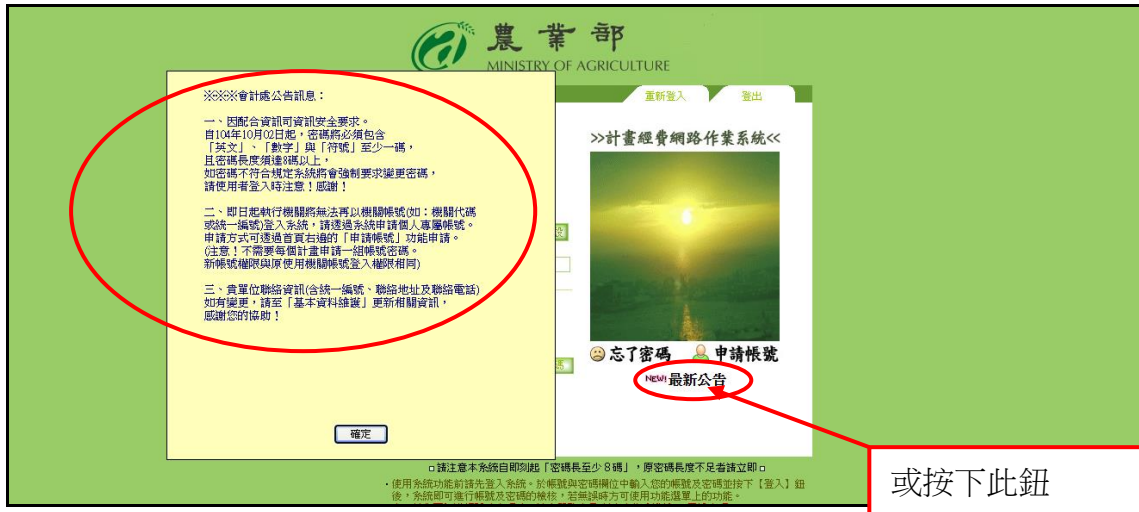 農業部
MINISTRY OF AGRICULTURE
重新登入
登出
※※※會計處公告訊息：
一、因配合資訊司資訊安全要求。
自104年10月02日起，密碼將必須包含
「英文」、「數字」與「符號」至少一碼，
且密碼長度須達8碼以上，
如密碼不符合規定系統將會強制要求變更密碼，
請使用者登入時注意！感謝！
二、即日起執行機關將無法再以機關帳號(如：機關代碼
或統一編號)登入系統，請透過系統申請個人專屬帳號。
申請方式可透過首頁右邊的「申請帳號」功能申請。
(注意！不需要每個計畫申請一組帳號密碼。
新帳號權限與原使用機關帳號登入權限相同)
三、貴單位聯絡資訊(含統一編號、聯絡地址及聯絡電話)
如有變更，請至「基本資料維護」更新相關資訊，
感謝您的協助！
確定
>>計畫經費網路作業系統<<
忘了密碼
申請帳號
NEW!最新公告
或按下此鈕
請注意本系統自即刻起「密碼長至少８碼」，原密碼長度不足者請立即
‧使用系統功能前請先登入系統。於帳號與密碼欄位中輸入您的帳號及密碼並按下【登入】鈕
後，系統即可進行帳號及密碼的檢核，若無誤時方可使用功能選單上的功能。